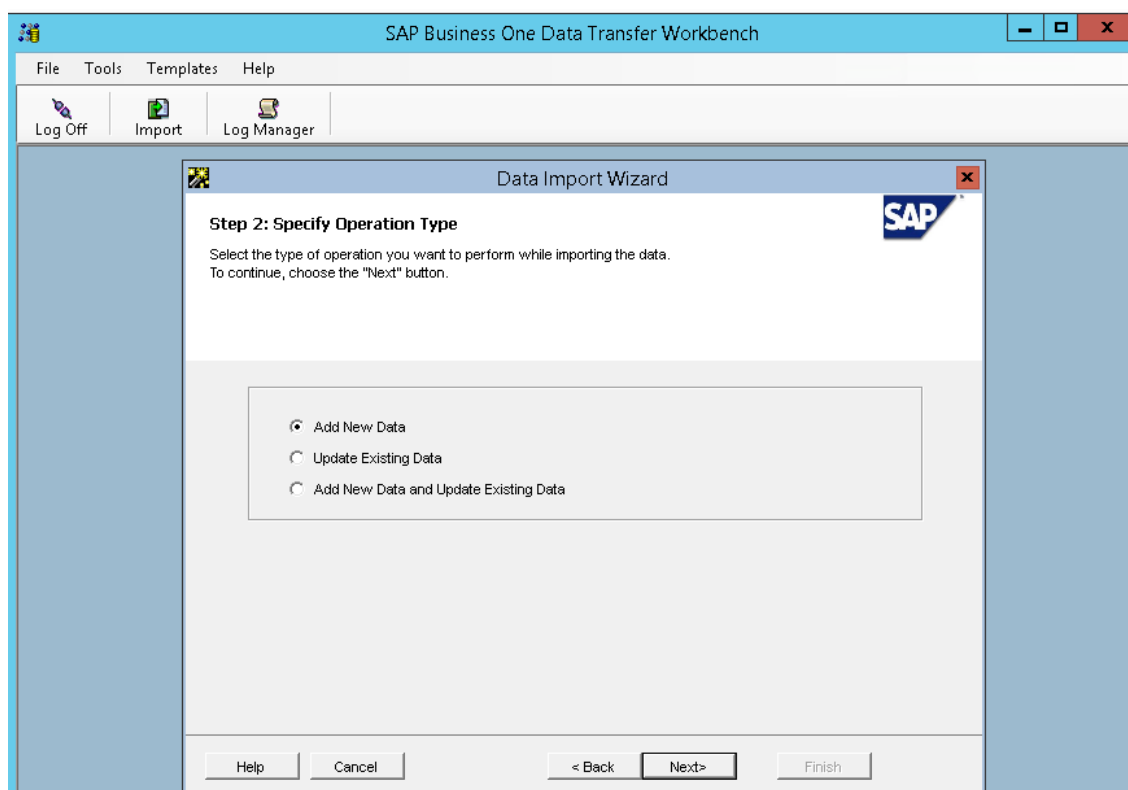 SAP Business One Data Transfer Workbench
File Tools Templates Help
Log Off Import Log Manager
Data Import Wizard
Step 2: Specify Operation Type
SAP
Select the type of operation you want to perform while importing the data.
To continue, choose the "Next" button.
Add New Data
Update Existing Data
Add New Data and Update Existing Data
Help Cancel < Back Next> Finish